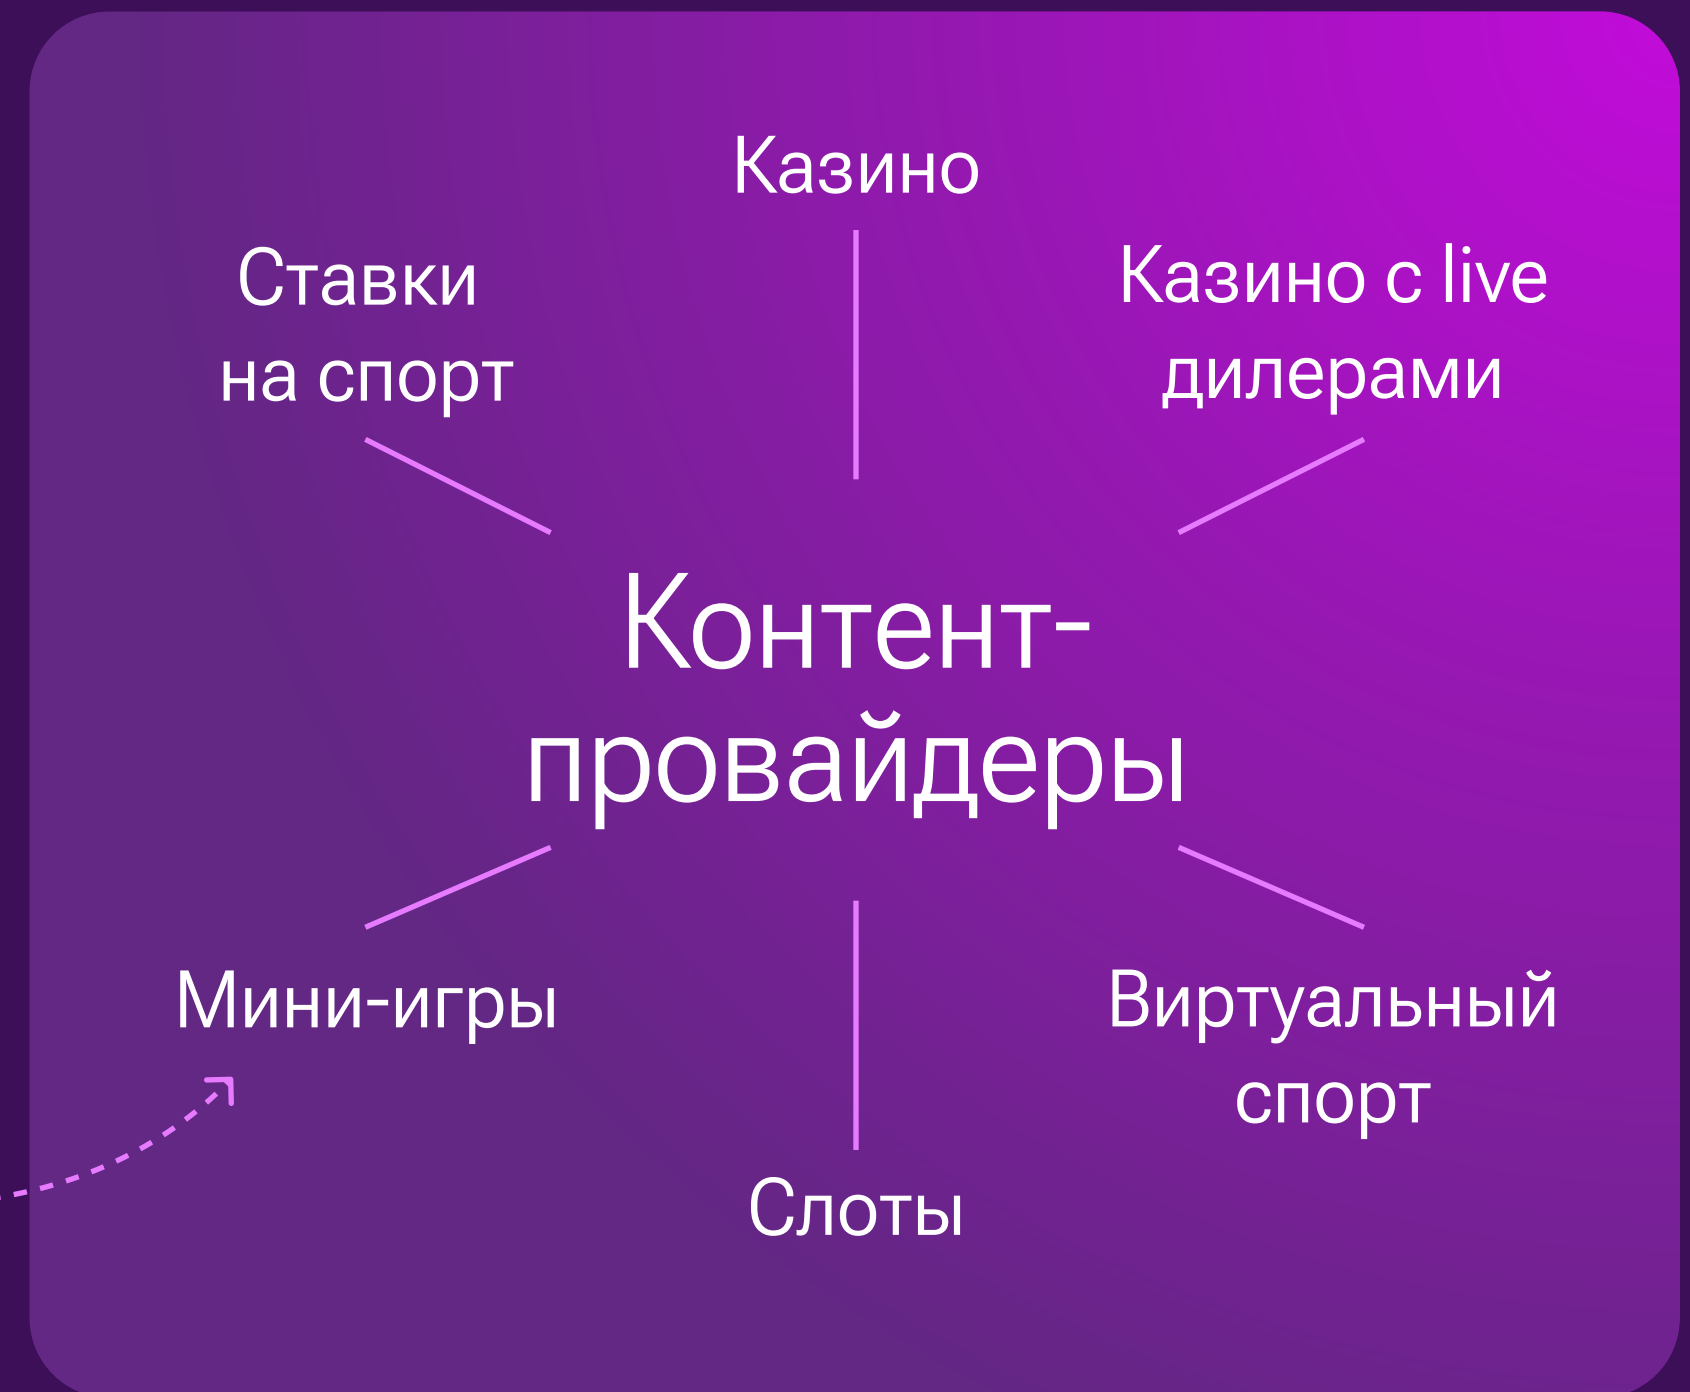 Казино
Ставки
на спорт
Казино с live
дилерами
Контент-
провайдеры
Мини-игры
Виртуальный
спорт
Слоты